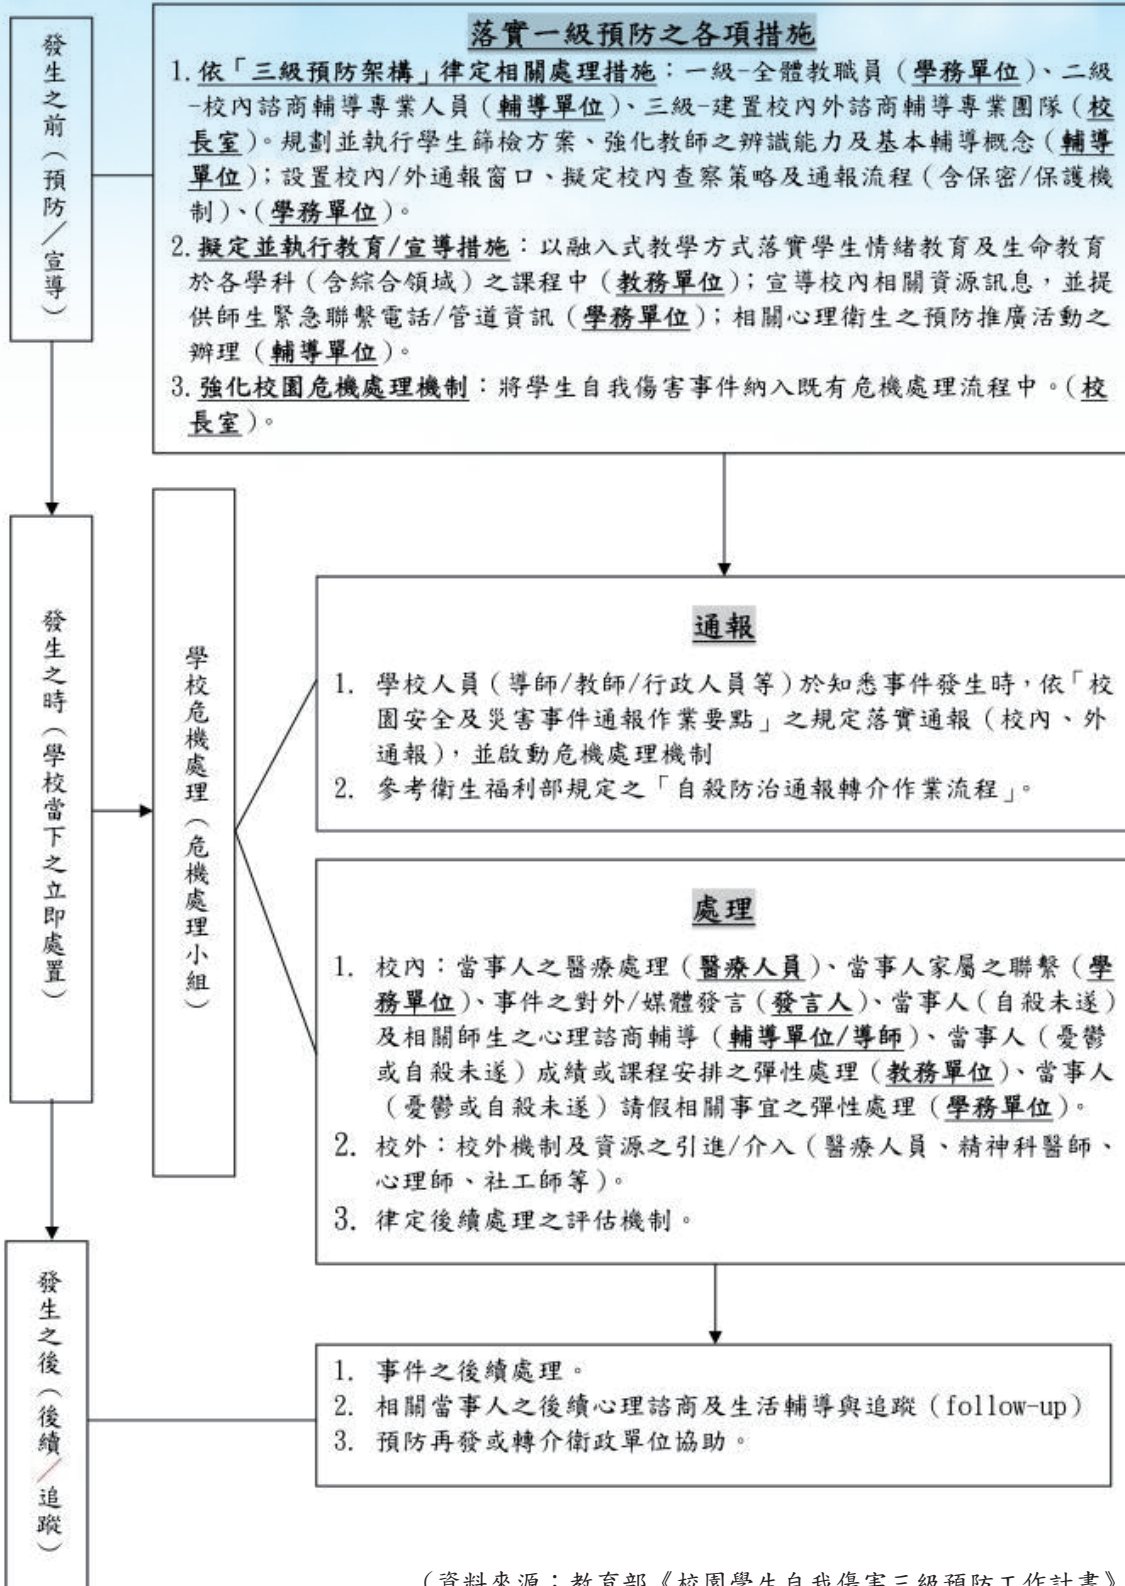 發生之前（預防／宣導）
落實一級預防之各項措施
1.依「三級預防架構」律定相關處理措施：一級-全體教職員（學務單位）、二級
-校內諮商輔導專業人員（輔導單位）、三級-建置校內外諮商輔導專業團隊（校
長室）。規劃並執行學生篩檢方案、強化教師之辨識能力及基本輔導概念（輔導
單位）；設置校內/外通報窗口、擬定校內查察策略及通報流程（含保密/保護機
制）、（學務單位）。
2.擬定並執行教育/宣導措施：以融入式教學方式落實學生情緒教育及生命教育
於各學科（含綜合領域）之課程中（教務單位）；宣導校內相關資源訊息，並提
供師生緊急聯繫電話/管道資訊（學務單位）；相關心理衛生之預防推廣活動之
辦理（輔導單位）。
3.強化校園危機處理機制：將學生自我傷害事件納入既有危機處理流程中。（校
長室）。
發生之時（學校當下之立即處置）
學校危機處理（危機處理小組）
通報
1. 學校人員（導師/教師/行政人員等）於知悉事件發生時，依「校
園安全及災害事件通報作業要點」之規定落實通報（校內、外
通報），並啟動危機處理機制
2. 參考衛生福利部規定之「自殺防治通報轉介作業流程」。
處理
1. 校內：當事人之醫療處理（醫療人員）、當事人家屬之聯繫（學
務單位）、事件之對外/媒體發言（發言人）、當事人（自殺未遂）
及相關師生之心理諮商輔導（輔導單位/導師）、當事人（憂鬱
或自殺未遂）成績或課程安排之彈性處理（教務單位）、當事人
（憂鬱或自殺未遂）請假相關事宜之彈性處理（學務單位）。
2. 校外：校外機制及資源之引進/介入（醫療人員、精神科醫師、
心理師、社工師等）。
3. 律定後續處理之評估機制。
發生之後（後續／追蹤）
1. 事件之後續處理。
2. 相關當事人之後續心理諮商及生活輔導與追蹤（follow-up）
3. 預防再發或轉介衛政單位協助。
（資料來源：教育部《校園學生自我傷害三級預防工作計畫》